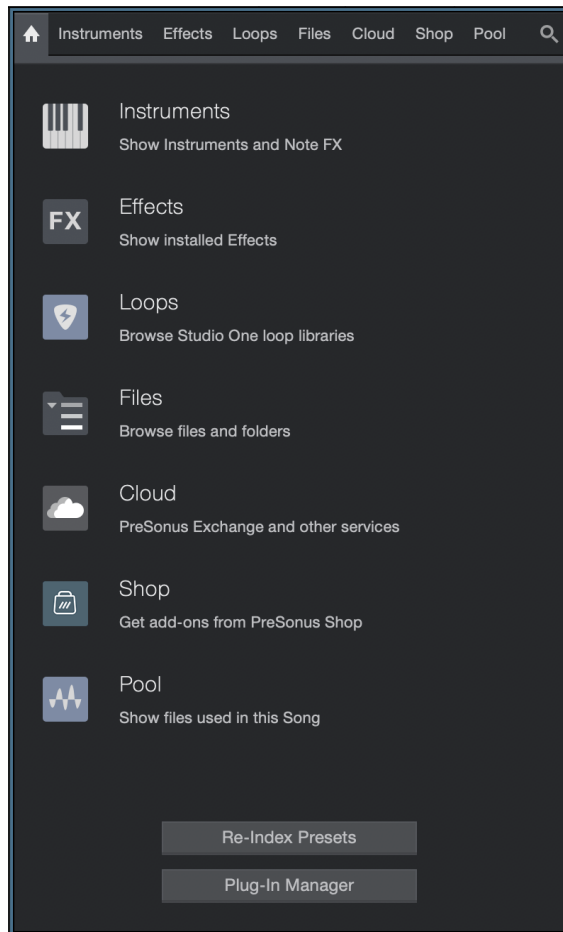 Instruments Effects Loops Files Cloud Shop Pool
Instruments
Show Instruments and Note FX
FX
Effects
Show installed Effects
Loops
Browse Studio One loop libraries
Files
Browse files and folders
Cloud
PreSonus Exchange and other services
Shop
Get add-ons from PreSonus Shop
Pool
Show files used in this Song
Re-Index Presets
Plug-In Manager